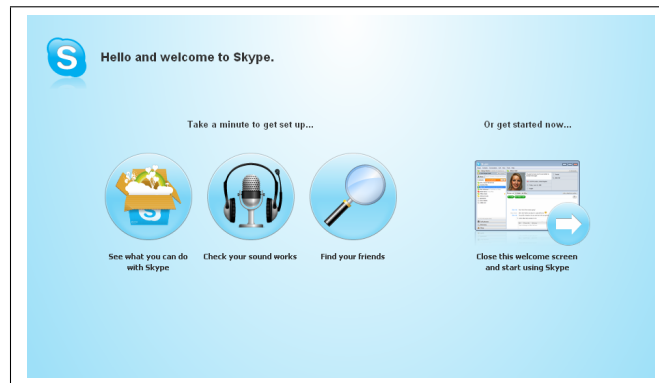 Hello and welcome to Skype.
Take a minute to get set up...
Or get started now...
See what you can do
with Skype
Check your sound works
Find your friends
Close this welcome screen
and start using Skype